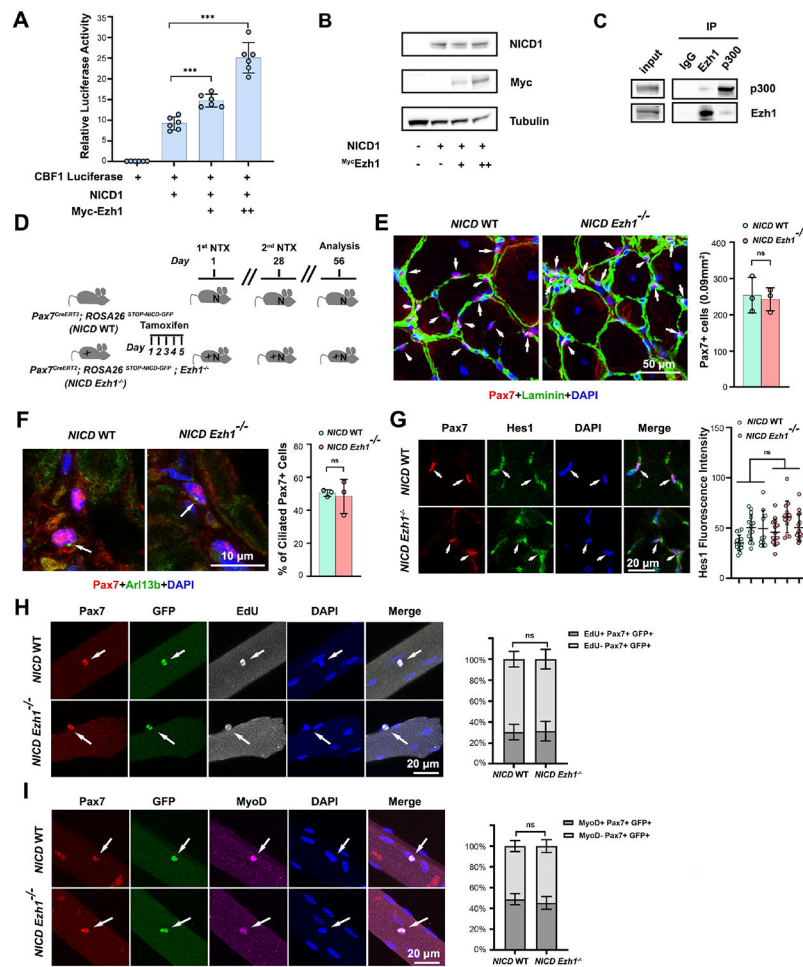 A
Relative Luciferase Activity
35
30
25
20
15
10
5
0
***
***
CBF1 Luciferase + + + +
NICD1 + + +
Myc-Ezh1 + ++
B
NICD1
Myc
Tubulin
NICD1 - + + +
MycEzh1 - - + ++
C
IP
input IgG Ezh1 p300
p300
Ezh1
D
1st NTX 2nd NTX Analysis
Day 1 28 56
N N N
Pax7CreERT2; ROSA26 STOP-NICD-GFP
(NICD WT)
Tamoxifen
Day 1 2 3 4 5
N N N
Pax7CreERT2; ROSA26 STOP-NICD-GFP; Ezh1-/-
(NICD Ezh1-/-)
E
NICD WT NICD Ezh1-/-
50 μm
Pax7+Laminin+DAPI
NICD WT
NICD Ezh1-/-
Pax7+ cells (0.09mm2)
400
300
200
100
0
ns
F
NICD WT NICD Ezh1-/-
10 μm
Pax7+Arl13b+DAPI
NICD WT
NICD Ezh1-/-
% of Ciliated Pax7+ Cells
80
60
40
20
0
ns
G
Pax7 Hes1 DAPI Merge
NICD WT
NICD Ezh1-/-
20 μm
NICD WT
NICD Ezh1-/-
Hes1 Fluorescence Intensity
150
100
50
0
ns
H
Pax7 GFP EdU DAPI Merge
NICD WT
NICD Ezh1-/-
20 μm
EdU+ Pax7+ GFP+
EdU- Pax7+ GFP+
ns
100%
80%
60%
40%
20%
0%
NICD WT NICD Ezh1-/-
I
Pax7 GFP MyoD DAPI Merge
NICD WT
NICD Ezh1-/-
20 μm
MyoD+ Pax7+ GFP+
MyoD- Pax7+ GFP+
ns
100%
80%
60%
40%
20%
0%
NICD WT NICD Ezh1-/-